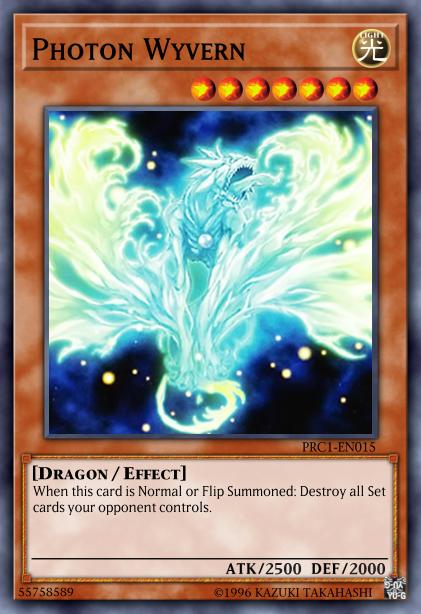 Photon Wyvern
LIGHT
光
PRC1-EN015
[Dragon / Effect]
When this card is Normal or Flip Summoned: Destroy all Set
cards your opponent controls.
ATK/2500 DEF/2000
55758589
©1996 KAZUKI TAKAHASHI